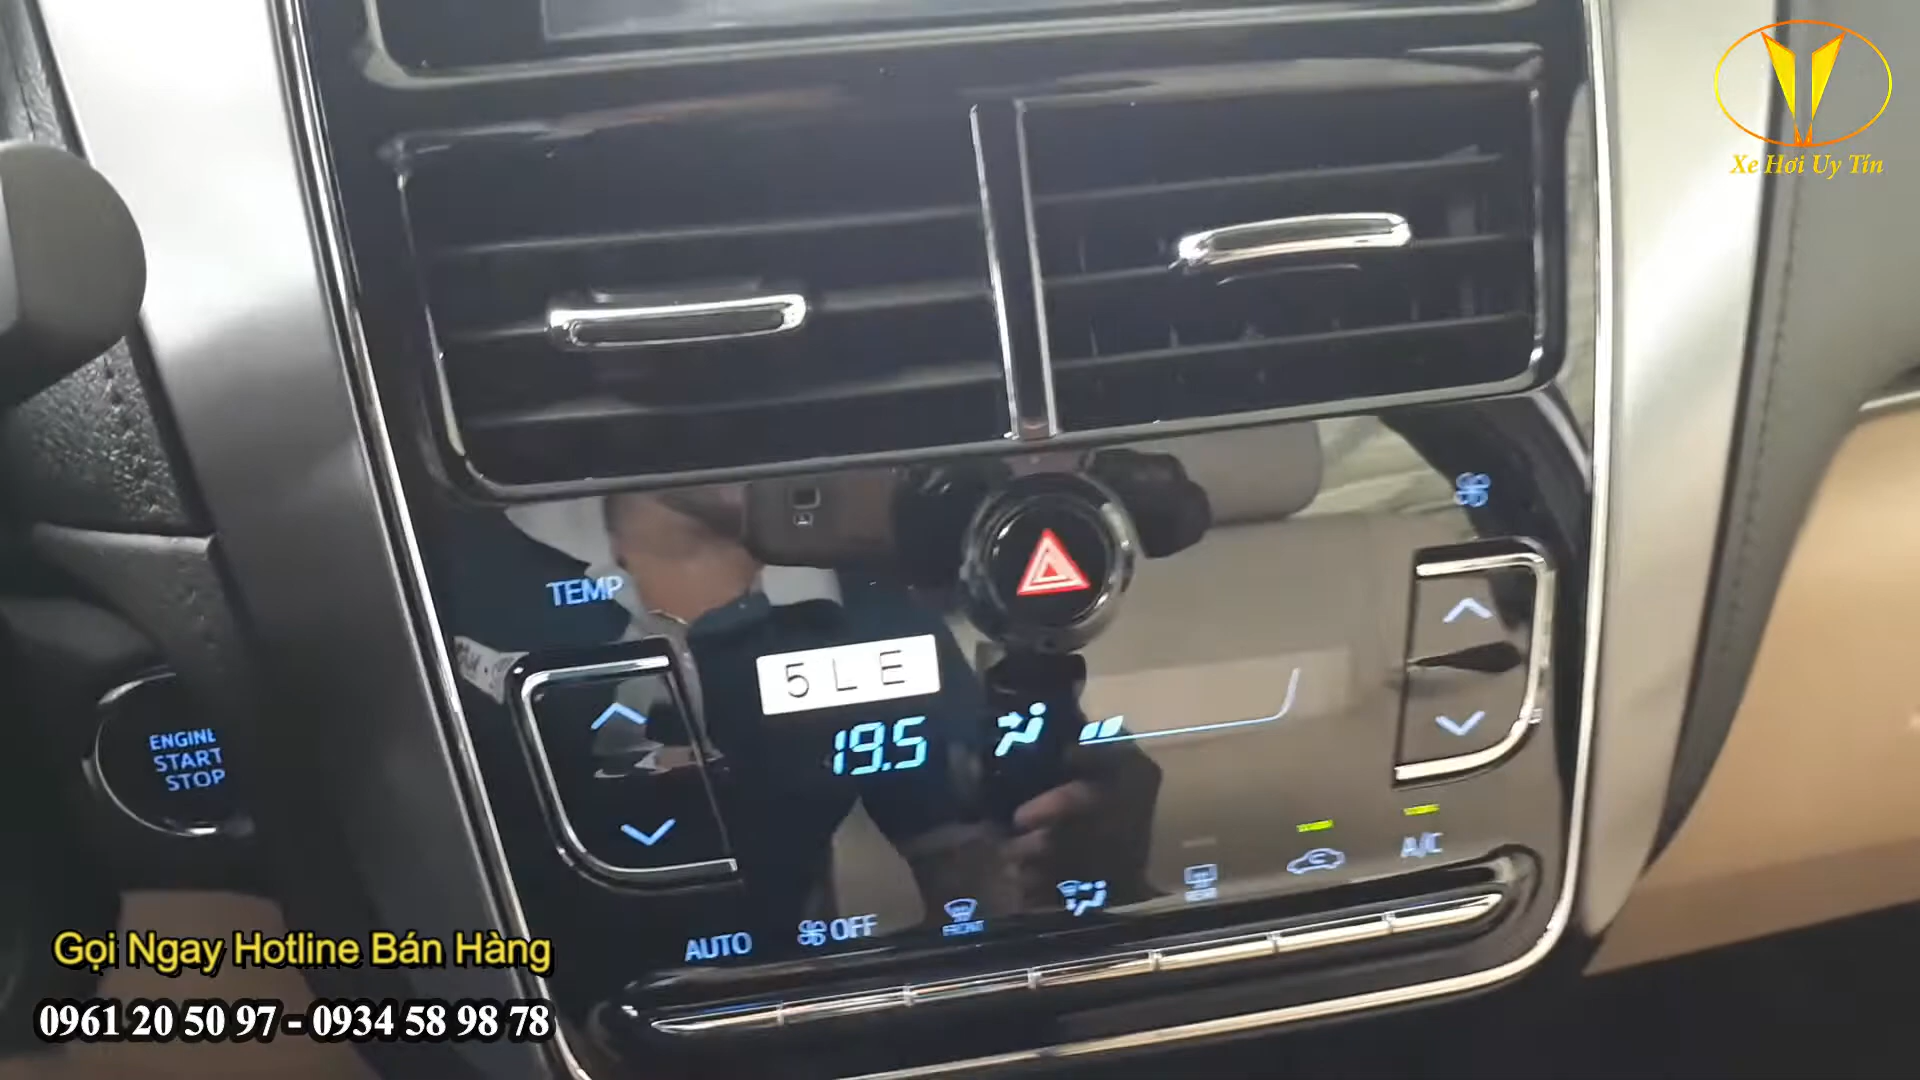 Xe Hơi Uy Tín
TEMP
5LE
19.5
ENGINE
START
STOP
A/C
REAR
FRONT
OFF
AUTO
Gọi Ngay Hotline Bán Hàng
0961 20 50 97 - 0934 58 98 78